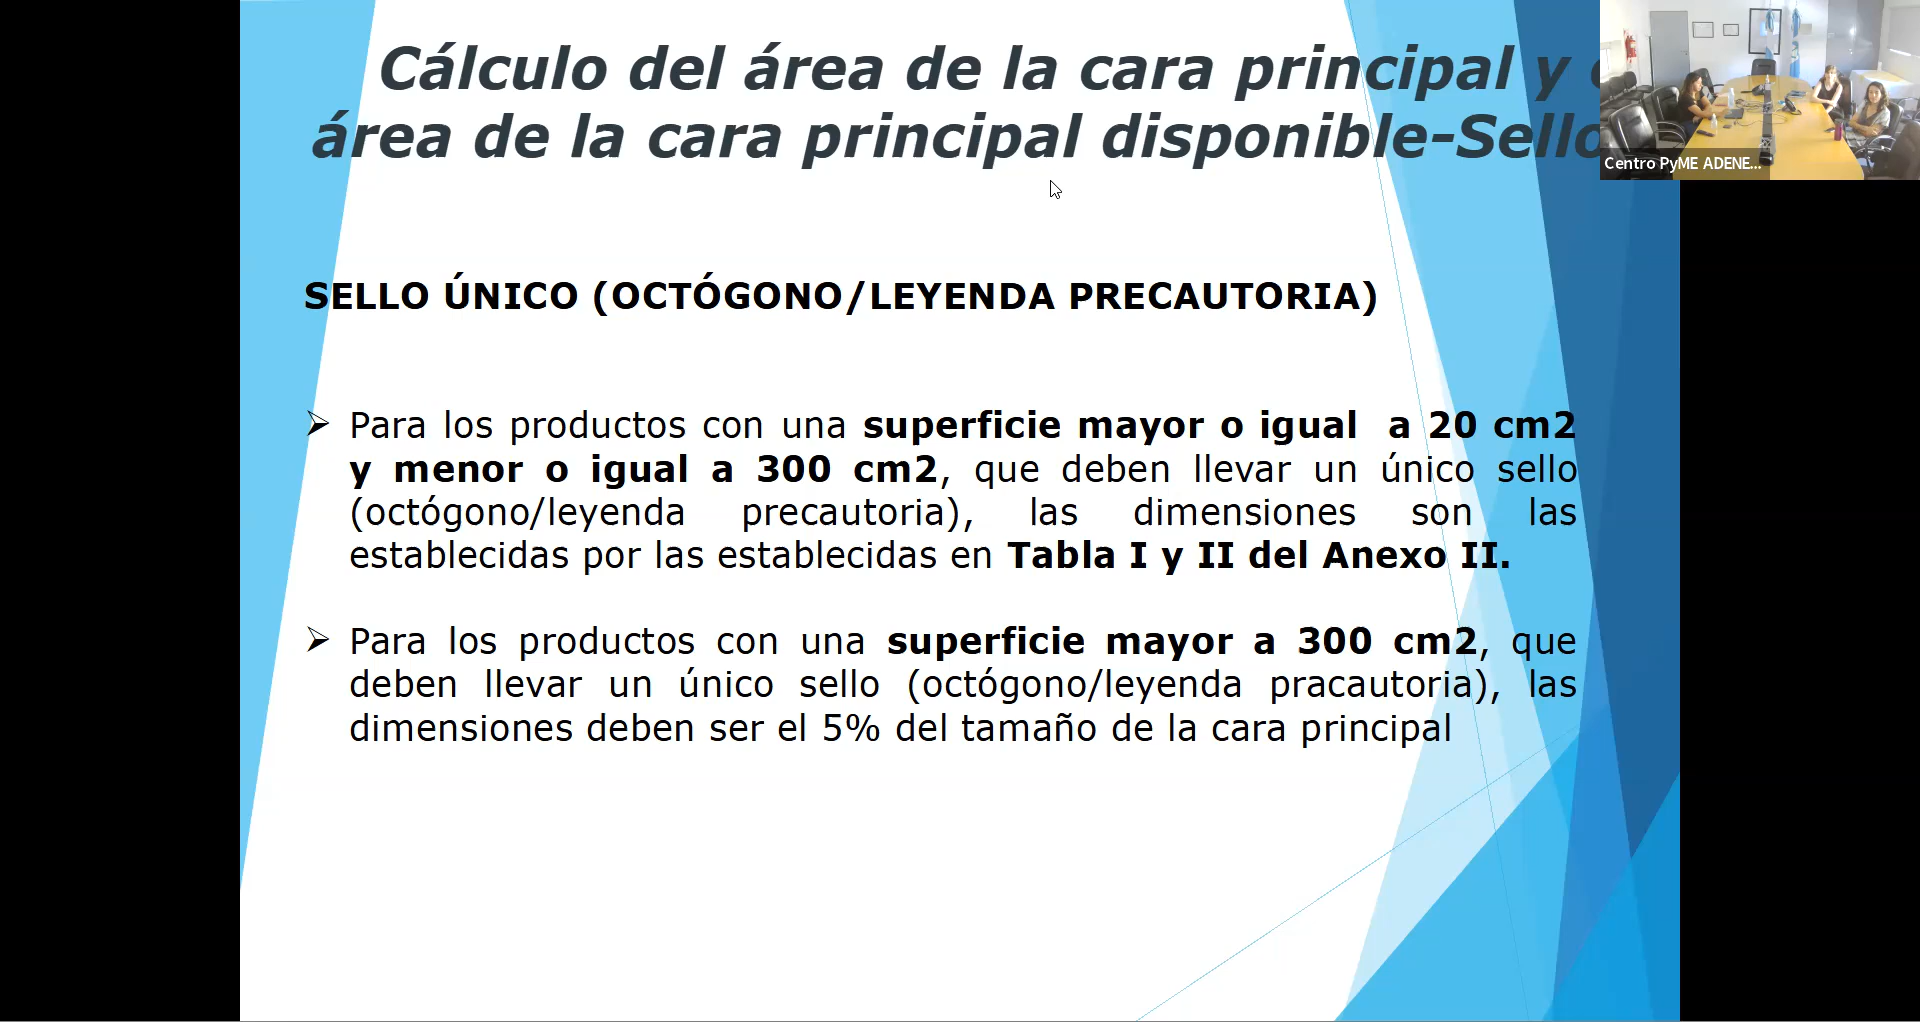 Cálculo del área de la cara principal y
área de la cara principal disponible-Sello
Centro PyME ADENE...
SELLO ÚNICO (OCTÓGONO/LEYENDA PRECAUTORIA)
Para los productos con una superficie mayor o igual a 20 cm2
y menor o igual a 300 cm2, que deben llevar un único sello
(octógono/leyenda precautoria), las dimensiones son las
establecidas por las establecidas en Tabla I y II del Anexo II.
Para los productos con una superficie mayor a 300 cm2, que
deben llevar un único sello (octógono/leyenda pracautoria), las
dimensiones deben ser el 5% del tamaño de la cara principal